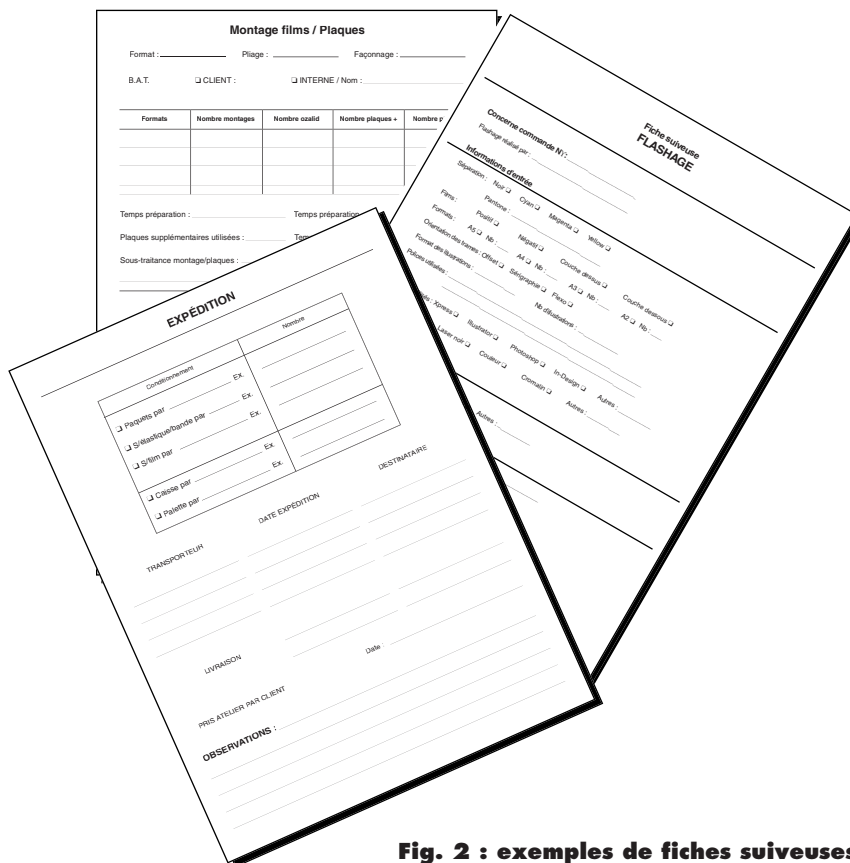 Montage films / Plaques
Format : Pliage : Façonnage :
B.A.T. ❏ CLIENT : ❏ INTERNE / Nom :
Formats Nombre montages Nombre ozalid Nombre plaques + Nombre p
Temps préparation : Temps préparation
Plaques supplémentaires utilisées : Tem
Sous-traitance montage/plaques :
Fiche suiveuse
FLASHAGE
Concerne commande N°:
Flashage réalisé par :
Informations d'entrée
Séparation : Noir ❏ Cyan ❏ Magenta ❏ Yellow ❏
Pantone :
Films : Positif ❏ Négatif ❏ Couche dessus ❏ Couche dessous ❏
Formats : A5 ❏ Nb : A4 ❏ Nb : A3 ❏ Nb : A2 ❏ Nb :
Orientation des trames : Offset ❏ Sérigraphie ❏ Flexo ❏
Format des illustrations : Nb d'illustrations :
Polices utilisées :
Xpress ❏ Illustrator ❏ Photoshop ❏ In-Design ❏ Autres :
Laser noir ❏ Couleur ❏ Cromalin ❏ Autres :
Autres :
EXPÉDITION
Conditionnement Nombre
❏ Paquets par Ex.
❏ S/élastique/bande par Ex.
❏ S/film par Ex.
❏ Caisse par Ex.
❏ Palette par Ex.
TRANSPORTEUR DATE EXPÉDITION DESTINATAIRE
LIVRAISON Date :
PRIS ATELIER PAR CLIENT
OBSERVATIONS :
Fig. 2 : exemples de fiches suiveuses